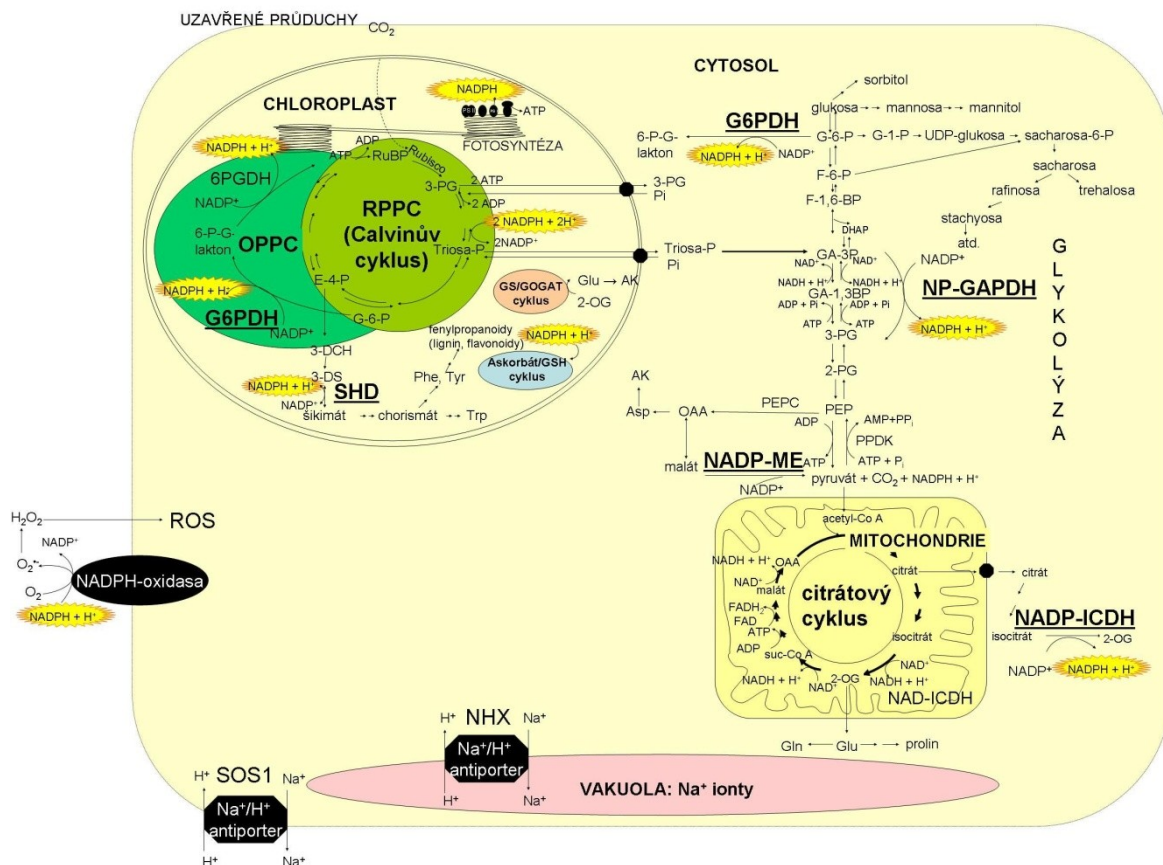 UZAVŘENÉ PRŮDUCHY
CO2
CHLOROPLAST
NADPH
ATP
FOTOSYNTÉZA
NADPH + H+
6PGDH
NADP+
6-P-G-
lakton
OPPC
NADPH + H+
G6PDH
NADP+
ATP
ADP
RuBP
Rubisco
3-PG
2 ATP
2 ADP
RPPC
(Calvinův
cyklus)
2 NADPH + 2H+
2NADP+
Triosa-P
E-4-P
G-6-P
GS/GOGAT
cyklus
Glu
AK
2-OG
NADPH + H+
Askorbát/GSH
cyklus
fenylpropanoidy
(lignin, flavonoidy)
Phe, Tyr
3-DCH
3-DS
NADPH + H+
SHD
NADP+
šikimát
chorismát
Trp
3-PG
Pi
Triosa-P
Pi
CYTOSOL
sorbitol
glukosa
mannosa
mannitol
G6PDH
6-P-G-
lakton
NADPH + H+
NADP+
G-6-P
G-1-P
UDP-glukosa
sacharosa-6-P
sacharosa
rafinosa
trehalosa
stachyosa
atd.
F-6-P
F-1,6-BP
DHAP
GA-3P
NAD+
NAD+
NADH + H+
NADH + H+
GA-1,3BP
ADP + Pi
ADP + Pi
ATP
ATP
3-PG
2-PG
NADP+
NP-GAPDH
NADPH + H+
GLYKOLÝZA
AK
Asp
OAA
PEPC
PEP
ADP
AMP+PPi
PPDK
ATP
ATP + Pi
malát
NADP-ME
NADP+
pyruvát + CO2 + NADPH + H+
acetyl-Co A
MITOCHONDRIE
citrátový
cyklus
NADH + H+
OAA
NAD+
malát
FADH2
FAD
ATP
ADP
suc-Co A
NADH + H+
NAD+
2-OG
citrát
isocitrát
NAD+
NADH + H+
NAD-ICDH
citrát
NADP-ICDH
isocitrát
2-OG
NADP+
NADPH + H+
Gln
Glu
prolin
H2O2
ROS
NADP+
O2-
O2
NADPH-oxidasa
NADPH + H+
H+
NHX
Na+
Na+/H+
antiporter
H+
Na+
VAKUOLA: Na+ ionty
H+
SOS1
Na+
Na+/H+
antiporter
H+
Na+